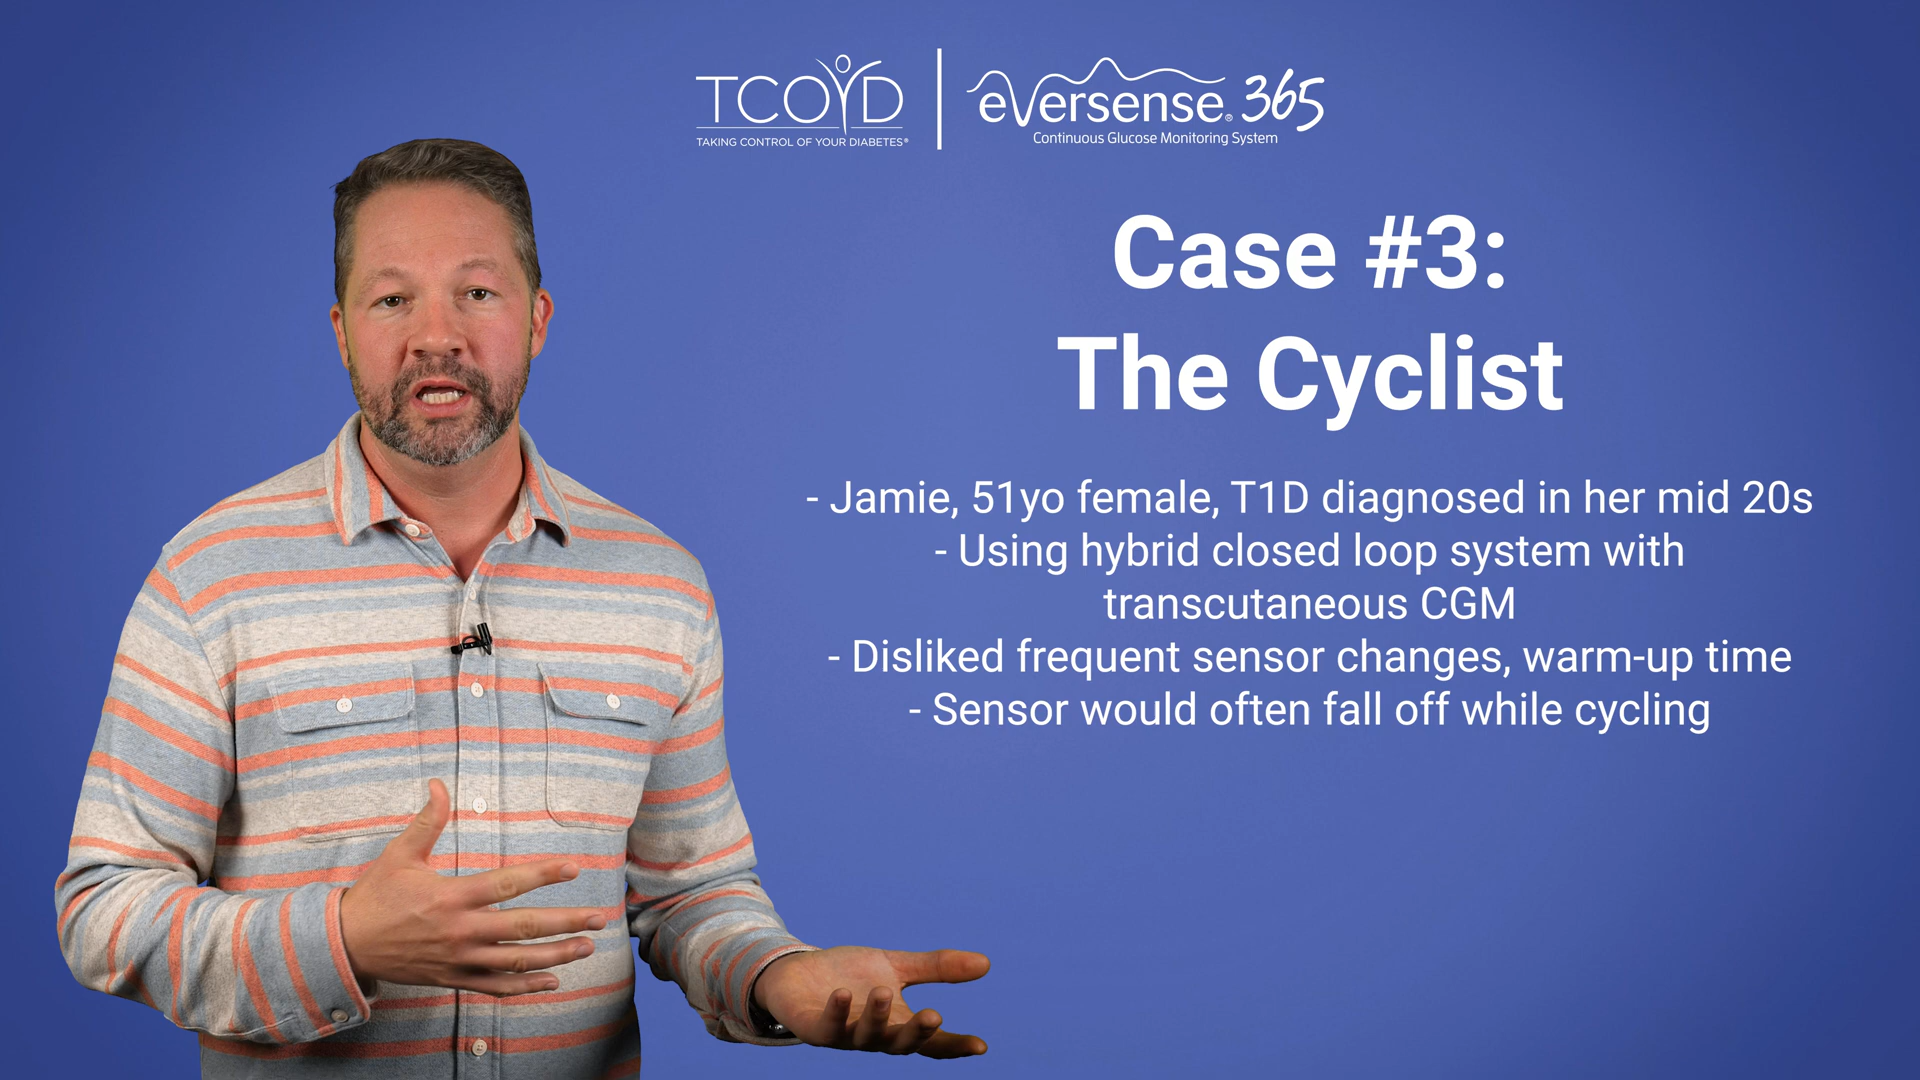 TCOYD
TAKING CONTROL OF YOUR DIABETES®
eversense® 365
Continuous Glucose Monitoring System
Case #3:
The Cyclist
- Jamie, 51yo female, T1D diagnosed in her mid 20s
- Using hybrid closed loop system with
transcutaneous CGM
- Disliked frequent sensor changes, warm-up time
- Sensor would often fall off while cycling